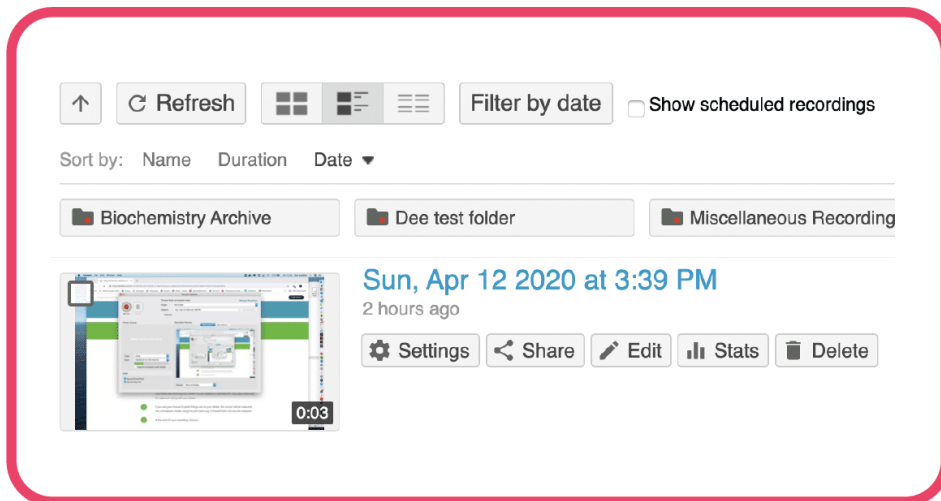 Refresh Filter by date Show scheduled recordings
Sort by: Name Duration Date
Biochemistry Archive Dee test folder Miscellaneous Recording
Sun, Apr 12 2020 at 3:39 PM
2 hours ago
Settings Share Edit Stats Delete
0:03